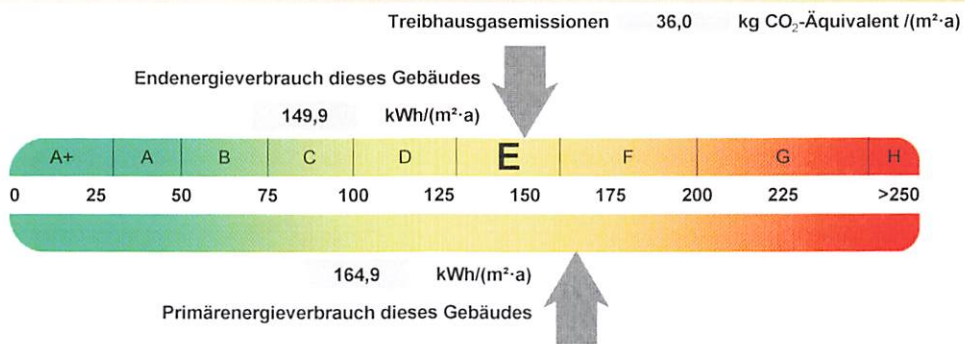 Treibhausgasemissionen 36,0 kg CO₂-Äquivalent /(m²·a)
Endenergieverbrauch dieses Gebäudes
149,9 kWh/(m²·a)
A+ A B C D E F G H
0 25 50 75 100 125 150 175 200 225 >250
164,9 kWh/(m²·a)
Primärenergieverbrauch dieses Gebäudes